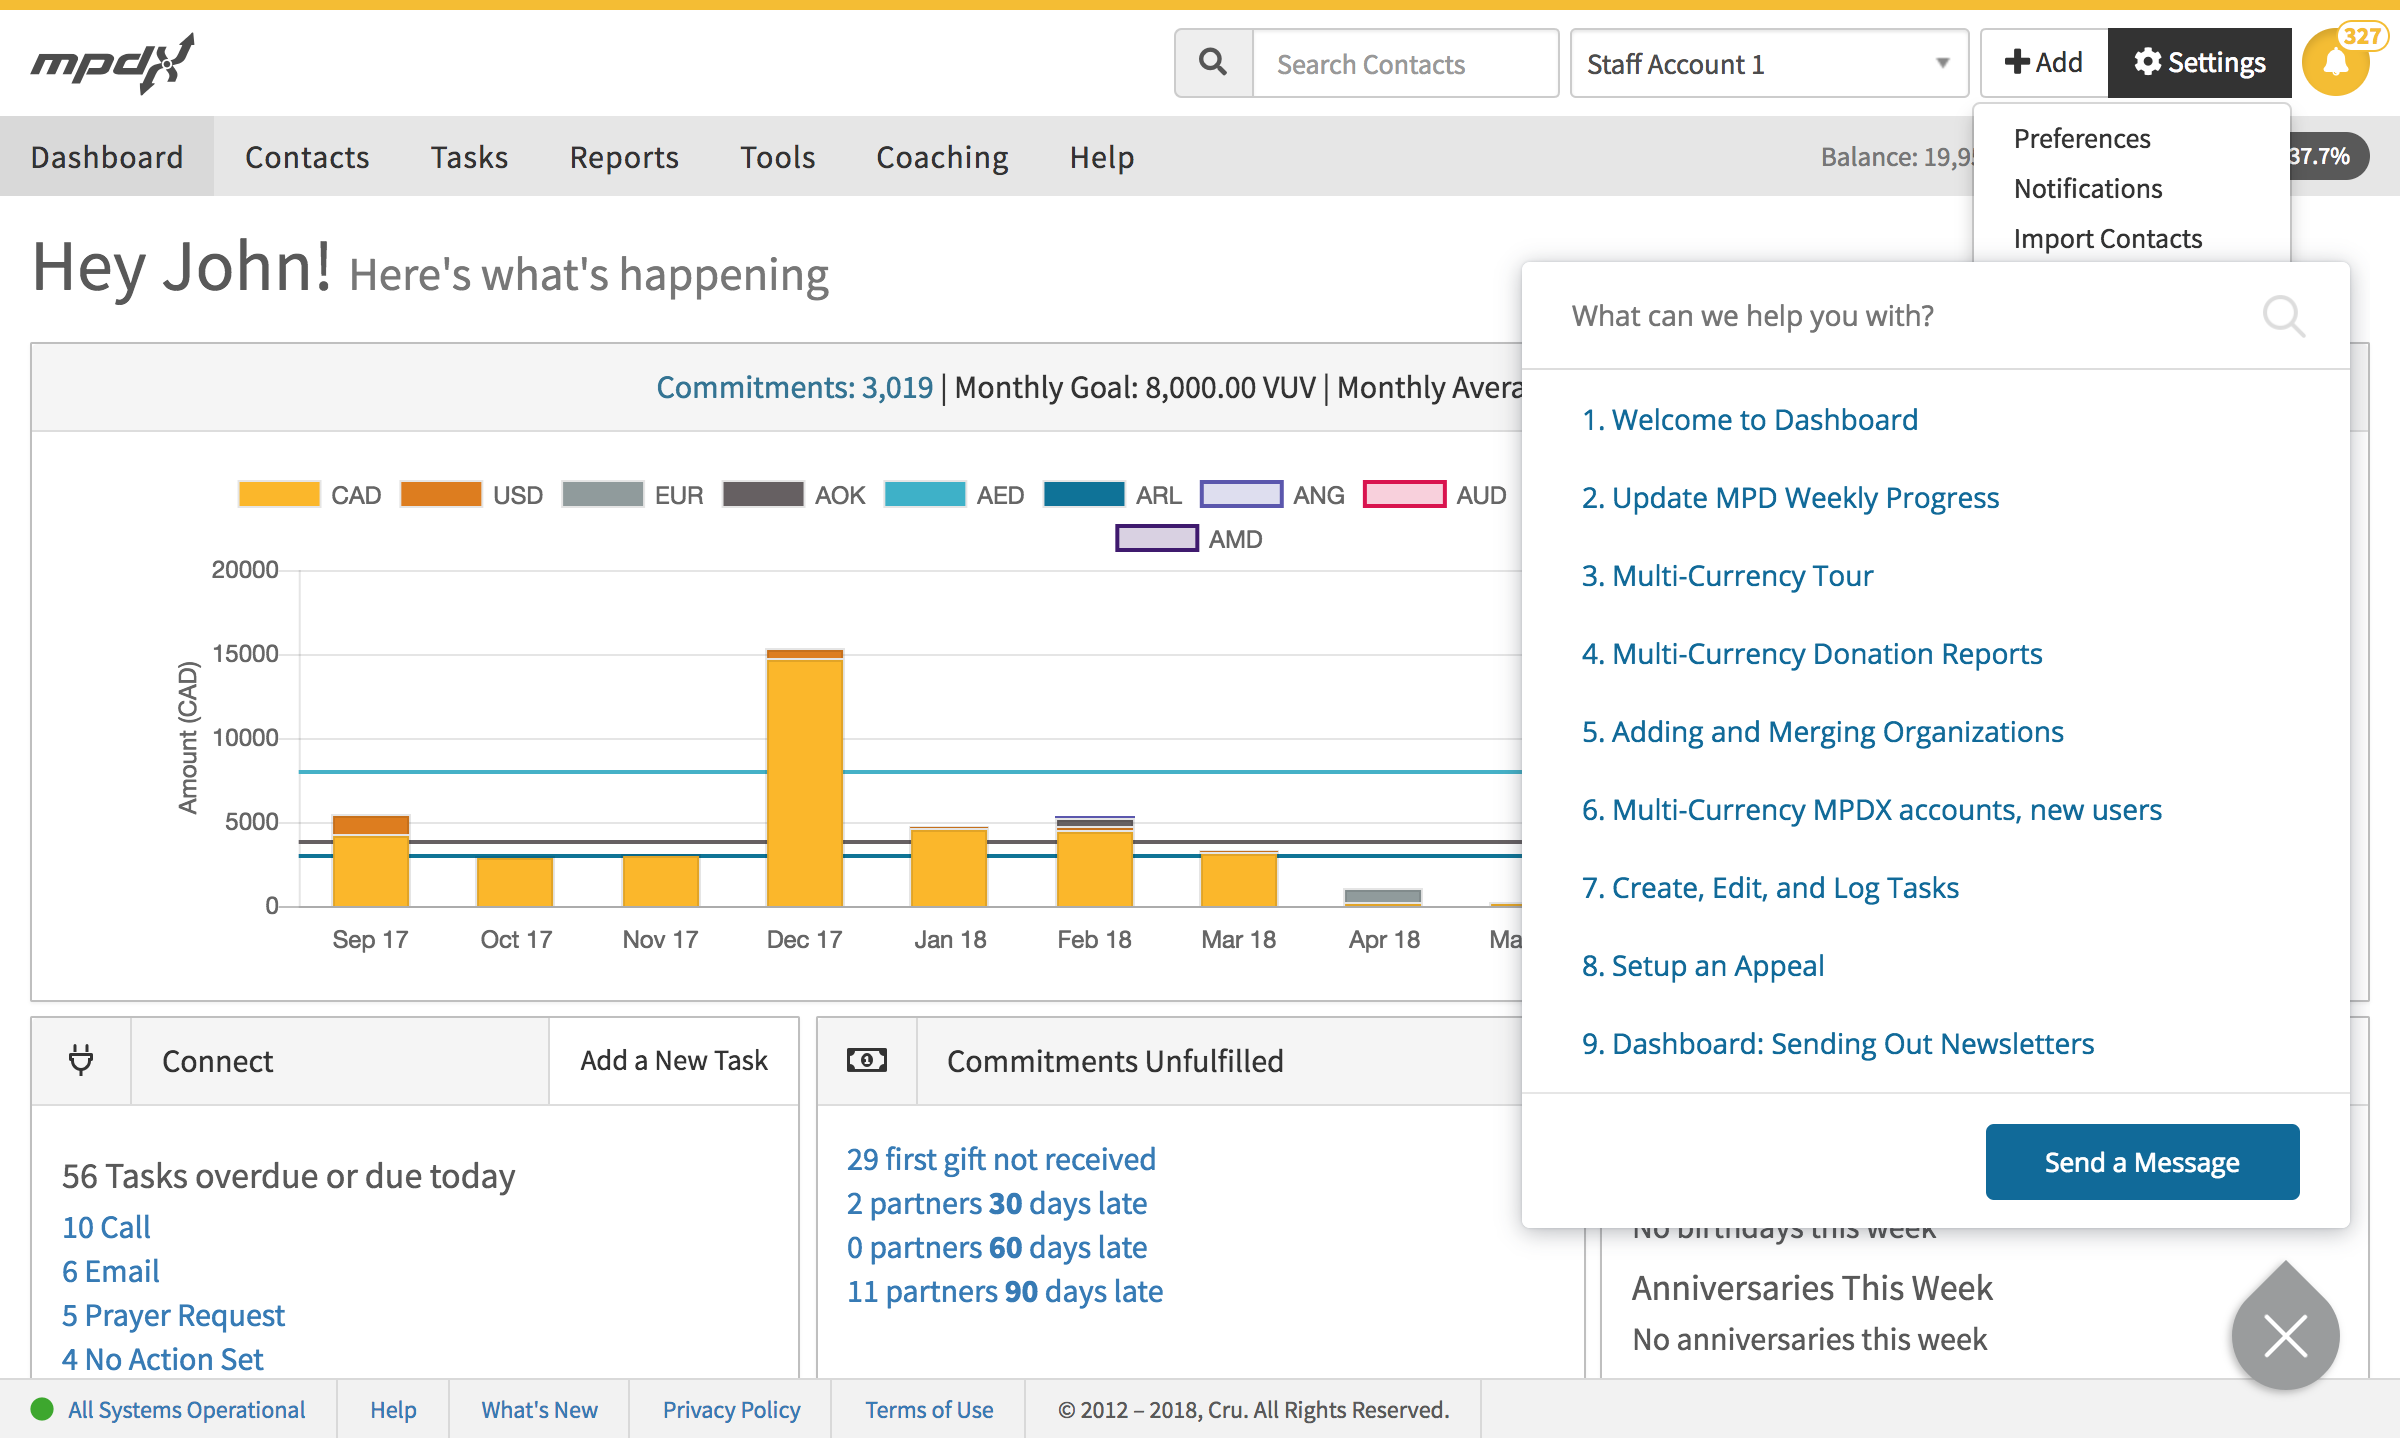 mpdx
Search Contacts
Staff Account 1
Add
Settings
327
Dashboard
Contacts
Tasks
Reports
Tools
Coaching
Help
Balance: 19,9
37.7%
Preferences
Notifications
Import Contacts
Hey John! Here's what's happening
Commitments: 3,019 | Monthly Goal: 8,000.00 VUV | Monthly Avera
CAD
USD
EUR
AOK
AED
ARL
ANG
AUD
AMD
Amount (CAD)
20000
15000
10000
5000
0
Sep 17
Oct 17
Nov 17
Dec 17
Jan 18
Feb 18
Mar 18
Apr 18
Ma
What can we help you with?
1. Welcome to Dashboard
2. Update MPD Weekly Progress
3. Multi-Currency Tour
4. Multi-Currency Donation Reports
5. Adding and Merging Organizations
6. Multi-Currency MPDX accounts, new users
7. Create, Edit, and Log Tasks
8. Setup an Appeal
9. Dashboard: Sending Out Newsletters
Send a Message
Connect
Add a New Task
56 Tasks overdue or due today
10 Call
6 Email
5 Prayer Request
4 No Action Set
Commitments Unfulfilled
29 first gift not received
2 partners 30 days late
0 partners 60 days late
11 partners 90 days late
No birthdays this week
Anniversaries This Week
No anniversaries this week
All Systems Operational
Help
What's New
Privacy Policy
Terms of Use
© 2012 – 2018, Cru. All Rights Reserved.